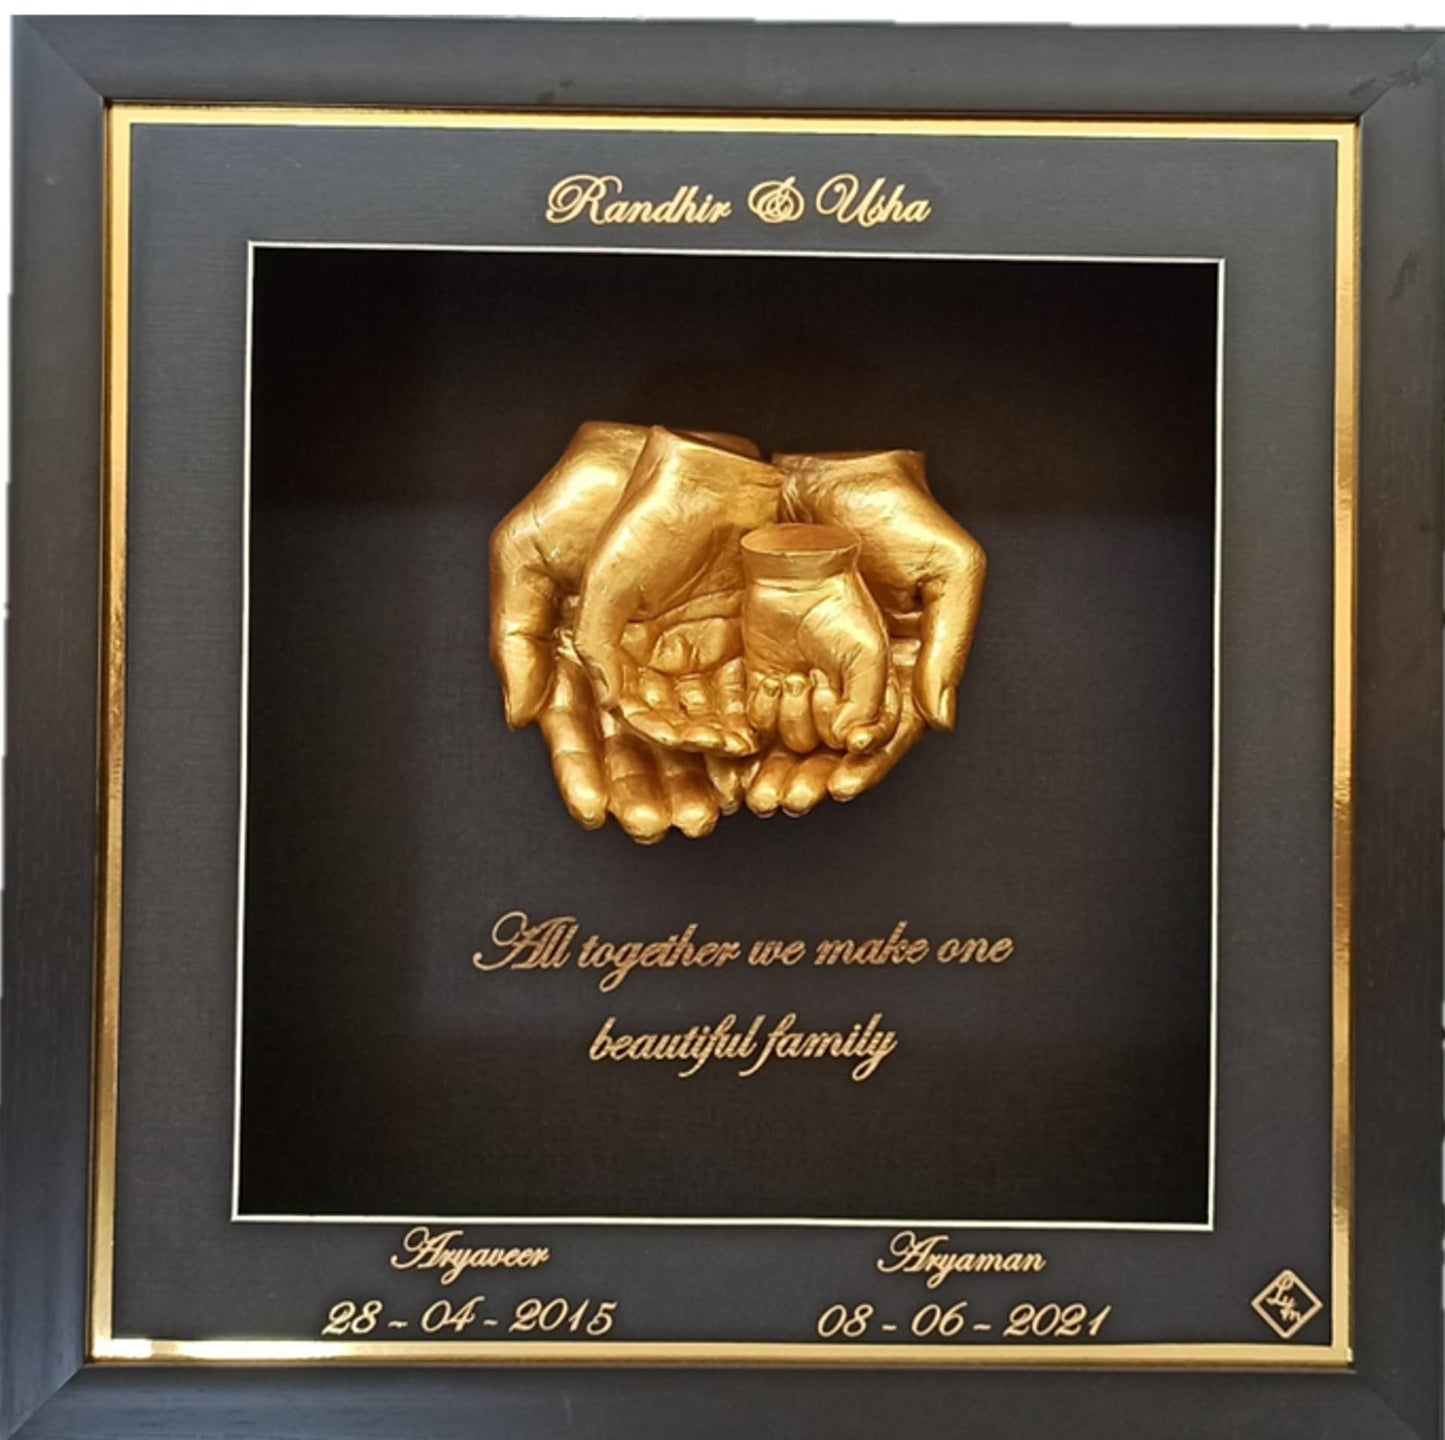 Randhir & Usha
All together we make one
beautiful family
Aryaveer
28 - 04 - 2015
Aryaman
08 - 06 - 2021